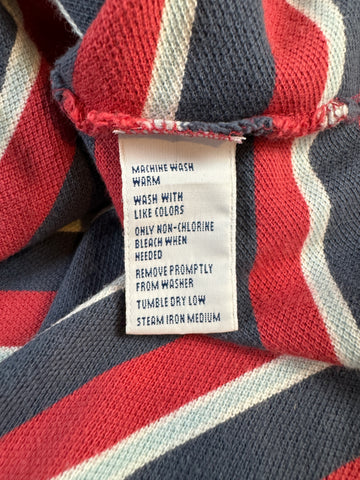 MACHINE WASH
WARM
WASH WITH
LIKE COLORS
ONLY NON-CHLORINE
BLEACH WHEN
NEEDED
REMOVE PROMPTLY
FROM WASHER
TUMBLE DRY LOW
STEAM IRON MEDIUM